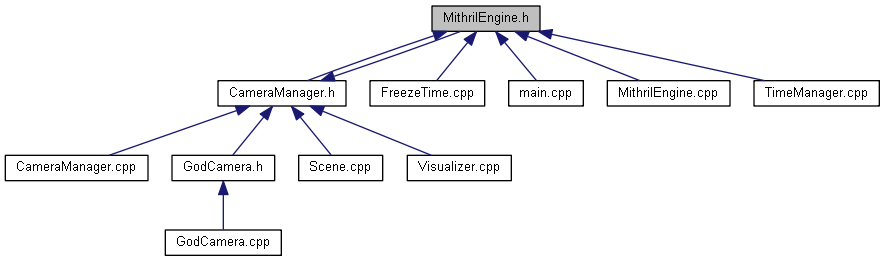 MithrilEngine.h
CameraManager.h
FreezeTime.cpp
main.cpp
MithrilEngine.cpp
TimeManager.cpp
CameraManager.cpp
GodCamera.h
Scene.cpp
Visualizer.cpp
GodCamera.cpp